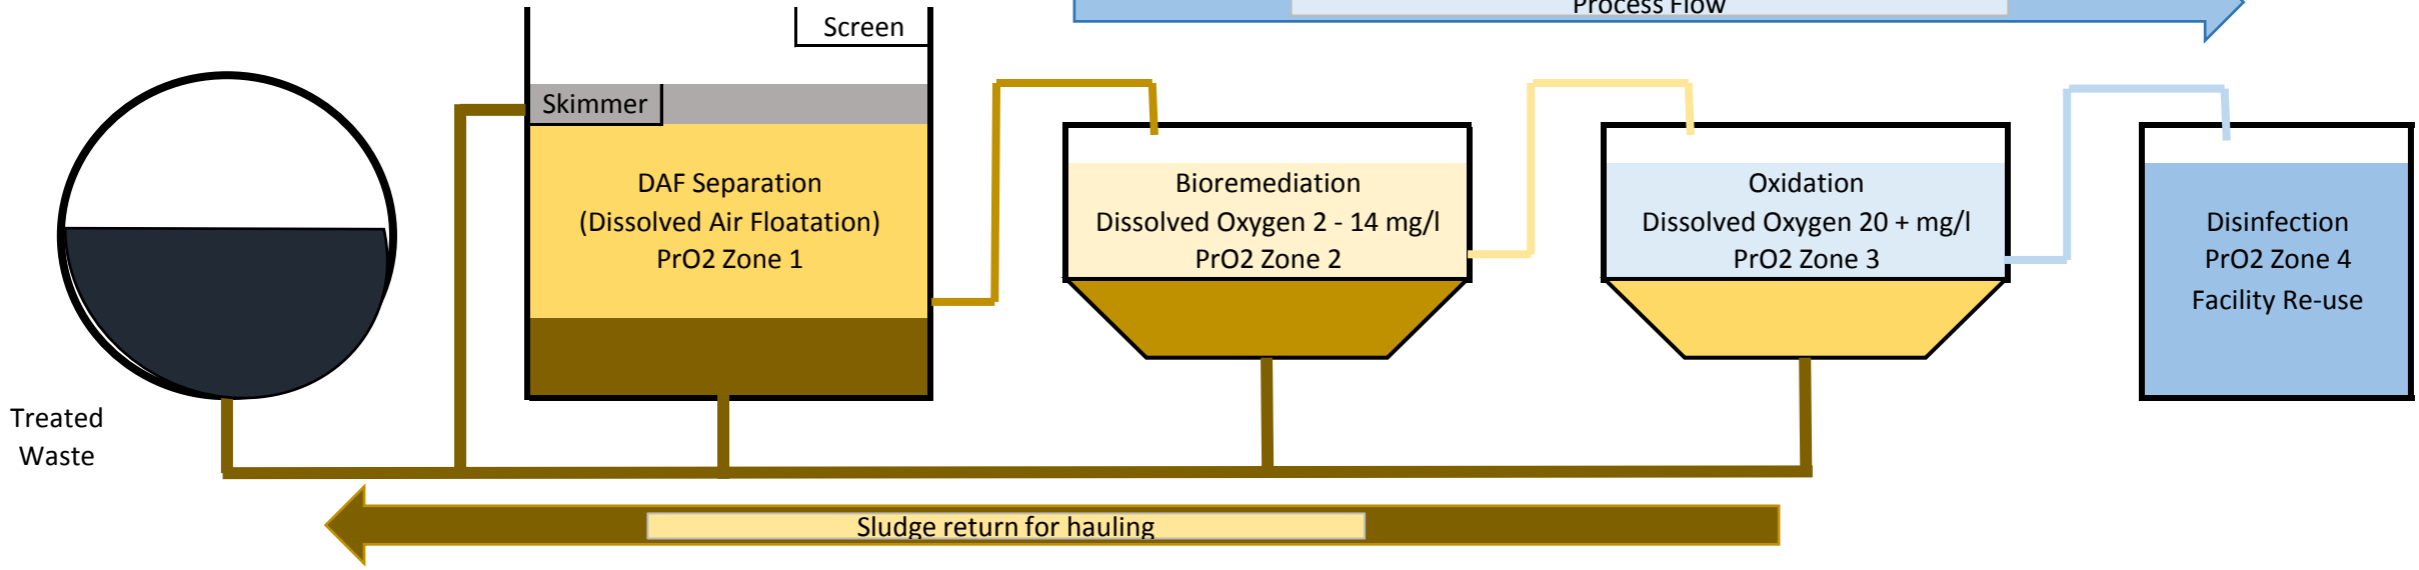 Process Flow
Screen
Skimmer
DAF Separation
(Dissolved Air Floatation)
PrO2 Zone 1
Bioremediation
Dissolved Oxygen 2 - 14 mg/l
PrO2 Zone 2
Oxidation
Dissolved Oxygen 20 + mg/l
PrO2 Zone 3
Disinfection
PrO2 Zone 4
Facility Re-use
Treated
Waste
Sludge return for hauling